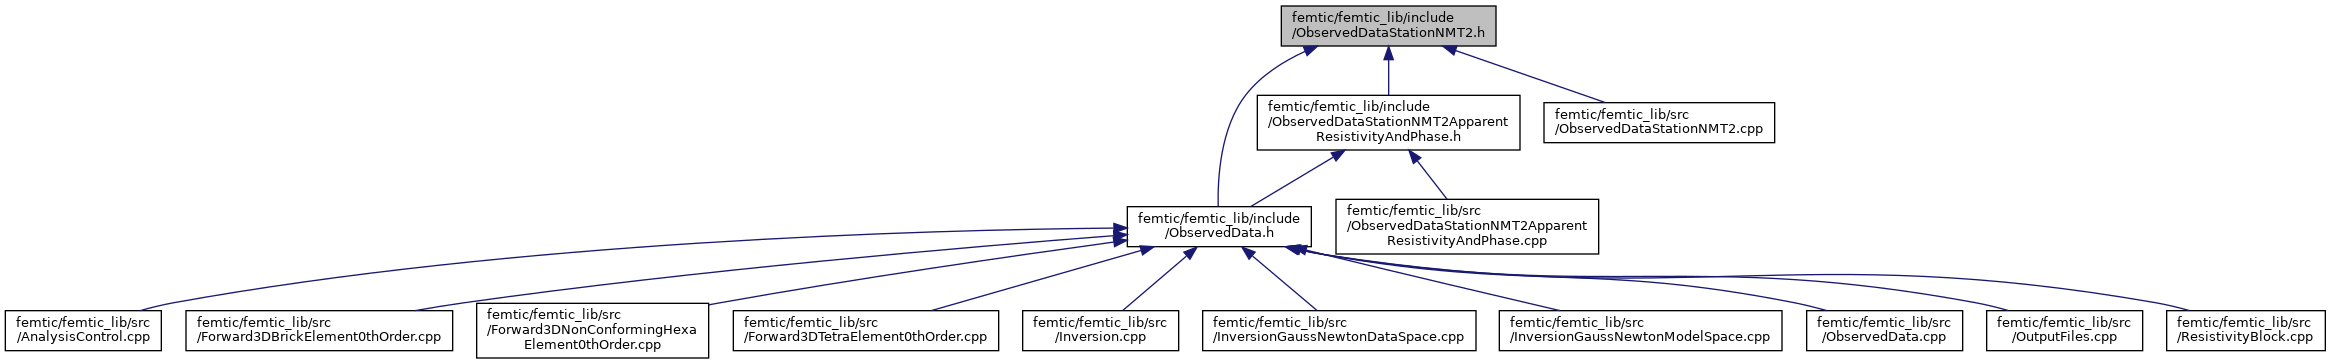 femtic/femtic_lib/include
/ObservedDataStationNMT2.h
femtic/femtic_lib/include
/ObservedDataStationNMT2Apparent
ResistivityAndPhase.h
femtic/femtic_lib/src
/ObservedDataStationNMT2.cpp
femtic/femtic_lib/include
/ObservedData.h
femtic/femtic_lib/src
/ObservedDataStationNMT2Apparent
ResistivityAndPhase.cpp
femtic/femtic_lib/src
/AnalysisControl.cpp
femtic/femtic_lib/src
/Forward3DBrickElement0thOrder.cpp
femtic/femtic_lib/src
/Forward3DNonConformingHexa
Element0thOrder.cpp
femtic/femtic_lib/src
/Forward3DTetraElement0thOrder.cpp
femtic/femtic_lib/src
/Inversion.cpp
femtic/femtic_lib/src
/InversionGaussNewtonDataSpace.cpp
femtic/femtic_lib/src
/InversionGaussNewtonModelSpace.cpp
femtic/femtic_lib/src
/ObservedData.cpp
femtic/femtic_lib/src
/OutputFiles.cpp
femtic/femtic_lib/src
/ResistivityBlock.cpp